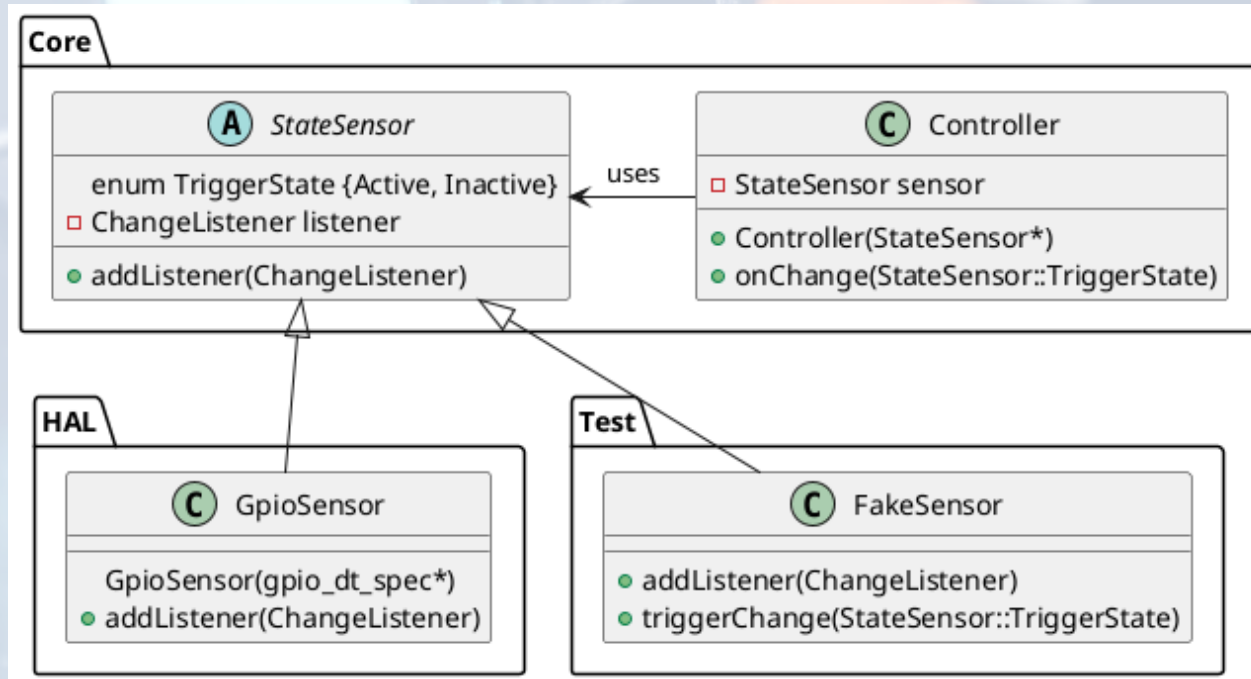 Core
A StateSensor
enum TriggerState {Active, Inactive}
ChangeListener listener
addListener(ChangeListener)
uses
C Controller
StateSensor sensor
Controller(StateSensor*)
onChange(StateSensor::TriggerState)
HAL
C GpioSensor
GpioSensor(gpio_dt_spec*)
addListener(ChangeListener)
Test
C FakeSensor
addListener(ChangeListener)
triggerChange(StateSensor::TriggerState)